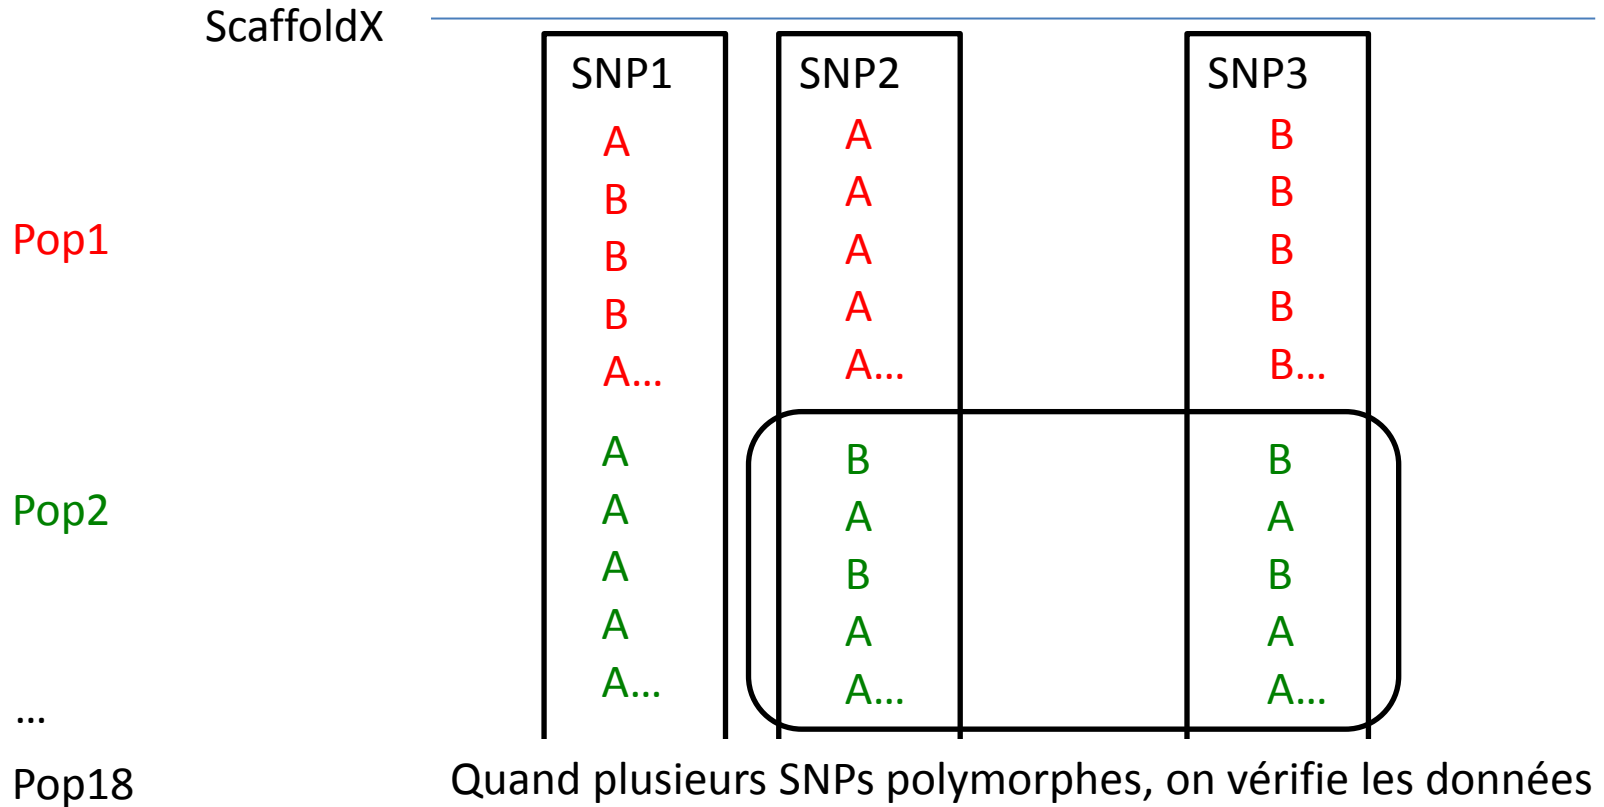 ScaffoldX
SNP1 SNP2 SNP3
A A B
B A B
Pop1
B A B
B A B
A... A... B...
A B B
Pop2
A A A
A B B
A A A
A... A... A...
...
Pop18
Quand plusieurs SNPs polymorphes, on vérifie les données